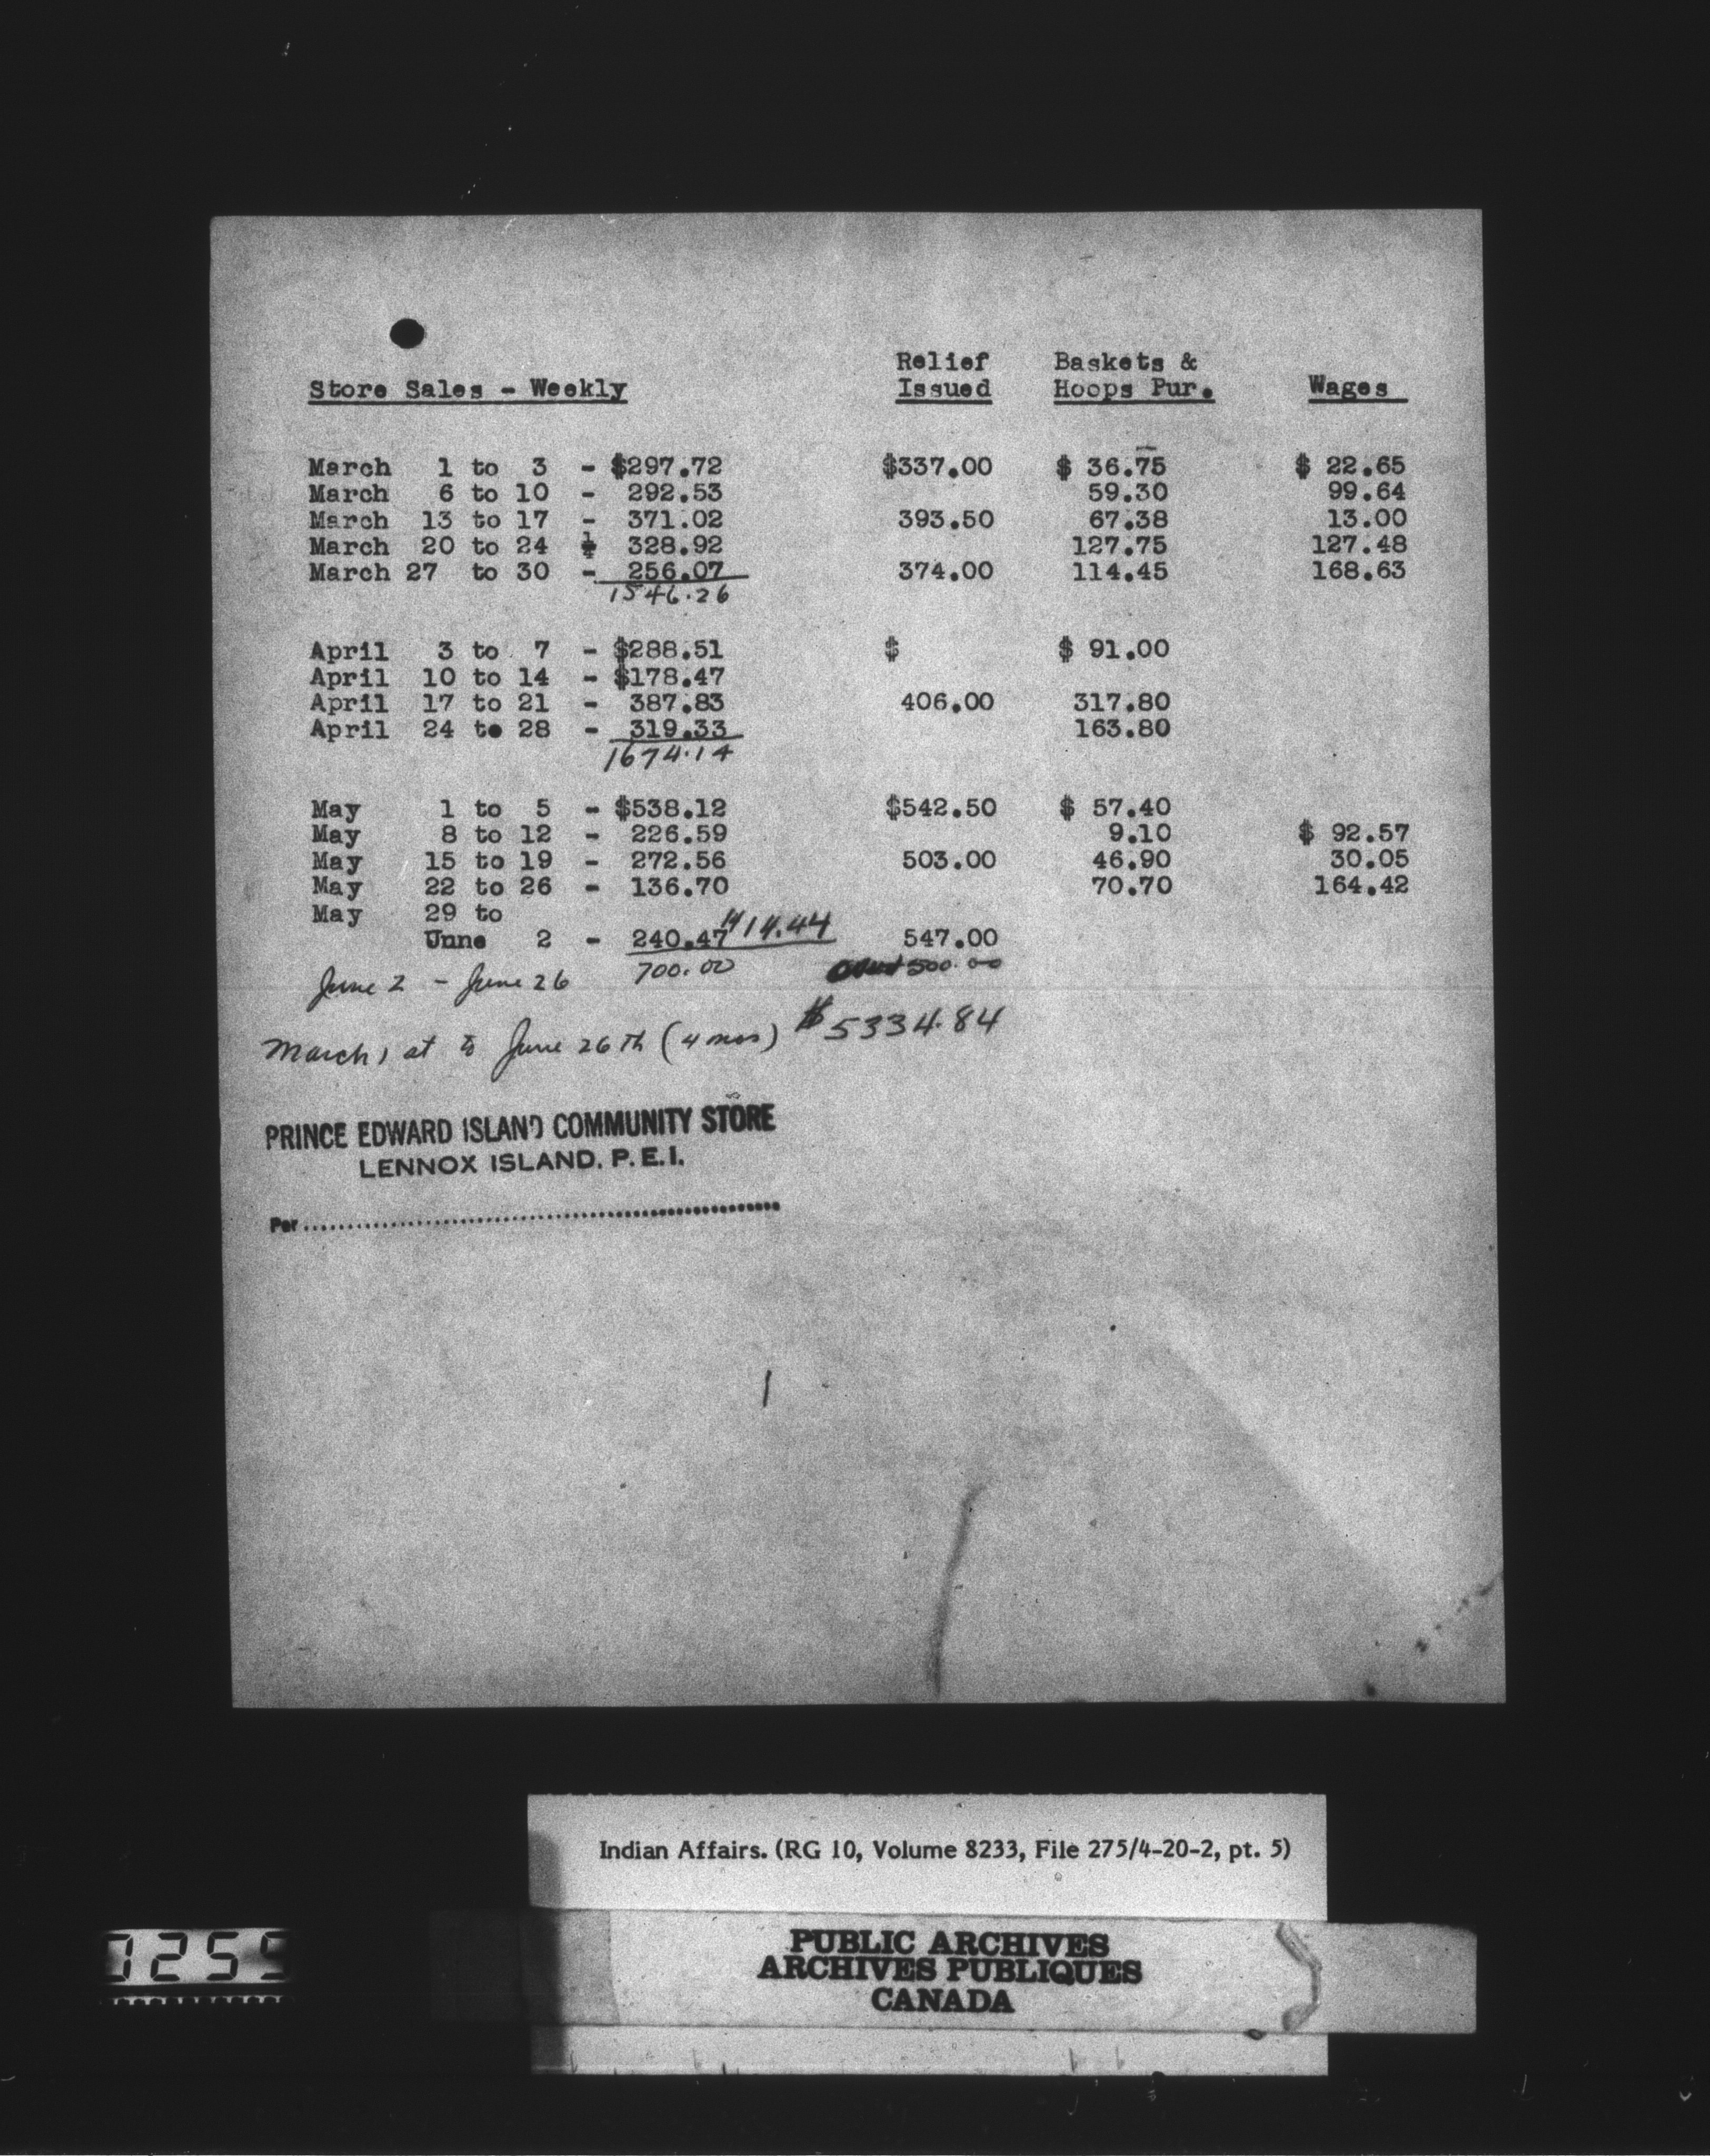 Relief Baskets &
Store Sales - Weekly Issued Hoops Pur. Wages
March 1 to 3 - $297.72 $337.00 $ 36.75 $ 22.65
March 6 to 10 - 292.53 59.30 99.64
March 13 to 17 - 371.02 393.50 67.38 13.00
March 20 to 24 328.92 127.75 127.48
March 27 to 30 - 256.07 374.00 114.45 168.63
1546.26
April 3 to 7 - $288.51 $ $ 91.00
April 10 to 14 - $178.47
April 17 to 21 - 387.83 406.00 317.80
April 24 to 28 - 319.33 163.80
1674.14
May 1 to 5 - $538.12 $542.50 $ 57.40
May 8 to 12 - 226.59 9.10 $ 92.57
May 15 to 19 - 272.56 503.00 46.90 30.05
May 22 to 26 - 136.70 70.70 164.42
May 29 to
Unne 2 - 240.47 1414.44 547.00
June 2 - June 26 700.00 500.00
March 1 at to June 26th (4 mos) $5334.84
PRINCE EDWARD ISLAND COMMUNITY STORE
LENNOX ISLAND, P.E.I.
Per
Indian Affairs. (RG 10, Volume 8233, File 275/4-20-2, pt. 5)
PUBLIC ARCHIVES
ARCHIVES PUBLIQUES
CANADA
0255